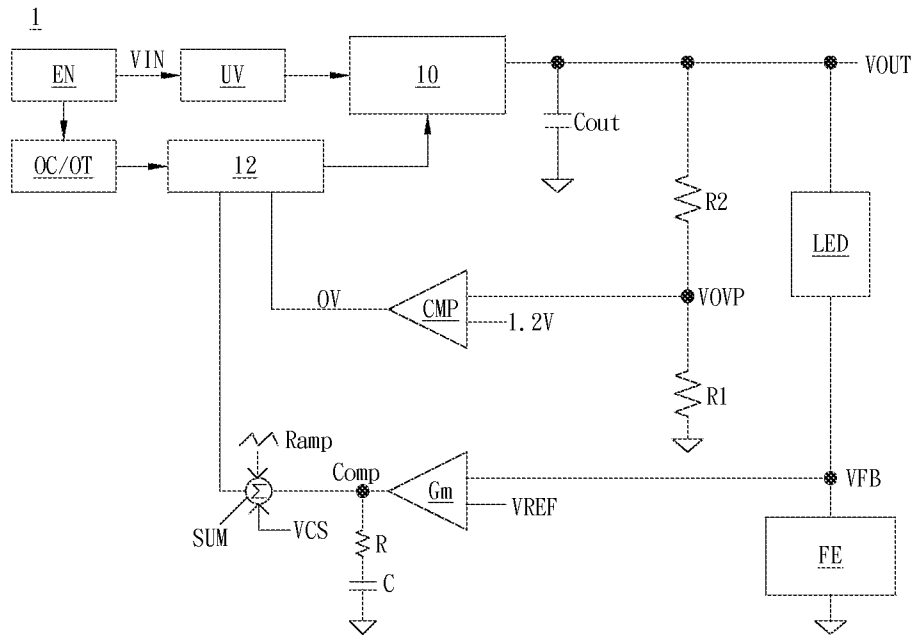 1
EN
VIN
UV
10
VOUT
OC/OT
12
Cout
R2
LED
OV
CMP
VOVP
1.2V
R1
Ramp
Comp
Gm
VFB
Σ
VREF
SUM
VCS
R
FE
C